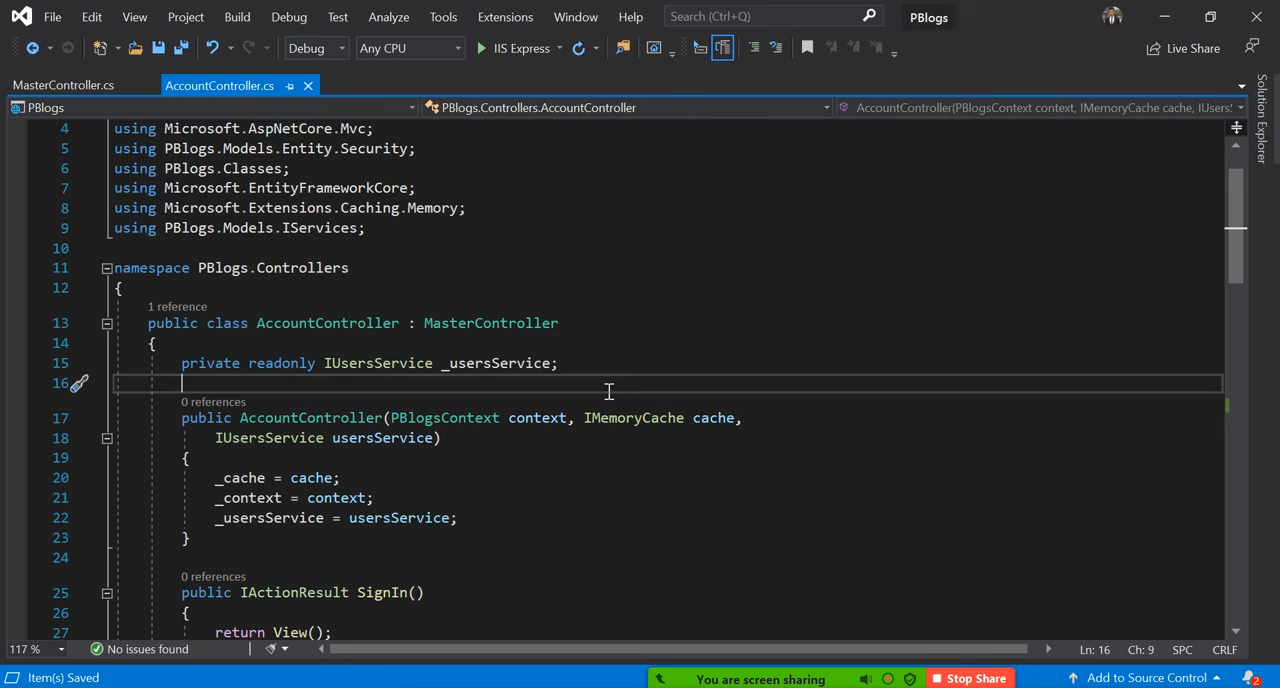 File Edit View Project Build Debug Test Analyze Tools Extensions Window Help Search (Ctrl+Q) PBlogs
Debug Any CPU IIS Express Live Share
MasterController.cs AccountController.cs
PBlogs PBlogs.Controllers.AccountController AccountController(PBlogsContext context, IMemoryCache cache, IUsers
4 using Microsoft.AspNetCore.Mvc;
5 using PBlogs.Models.Entity.Security;
6 using PBlogs.Classes;
7 using Microsoft.EntityFrameworkCore;
8 using Microsoft.Extensions.Caching.Memory;
9 using PBlogs.Models.IServices;
10
11 namespace PBlogs.Controllers
12 {
1 reference
13 public class AccountController : MasterController
14 {
15 private readonly IUsersService _usersService;
16
0 references
17 public AccountController(PBlogsContext context, IMemoryCache cache,
18 IUsersService usersService)
19 {
20 _cache = cache;
21 _context = context;
22 _usersService = usersService;
23 }
24
0 references
25 public IActionResult SignIn()
26 {
27 return View();
117 % No issues found Ln: 16 Ch: 9 SPC CRLF
Item(s) Saved You are screen sharing Stop Share Add to Source Control 2
Solution Explorer